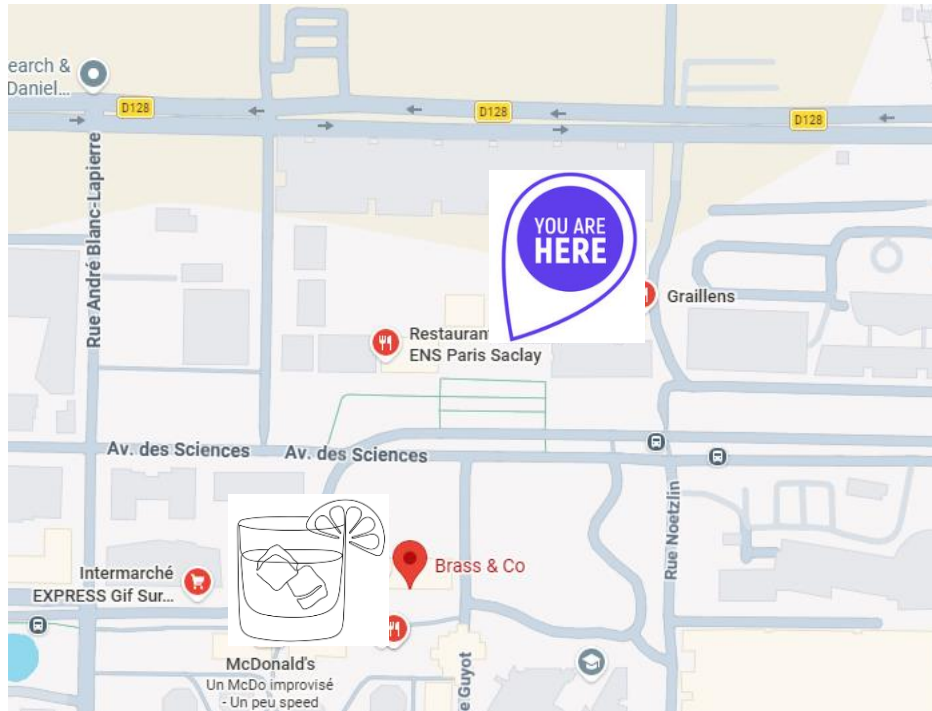 earch &
Daniel...
D128
D128
D128
Rue André Blanc-Lapierre
YOU ARE
HERE
Graillens
Restauran
ENS Paris Saclay
Av. des Sciences
Av. des Sciences
Rue Noetzlin
Brass & Co
Intermarché
EXPRESS Gif Sur...
McDonald's
Un McDo improvisé
- Un peu speed
e Guyot